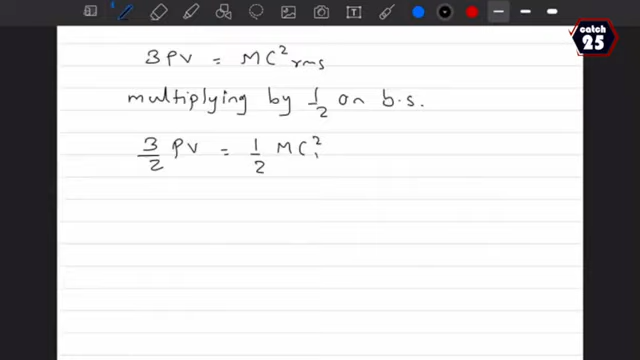 catch
25
3PV = MC²rms
multiplying by 1/2 on b.s.
3/2 PV = 1/2 MC²